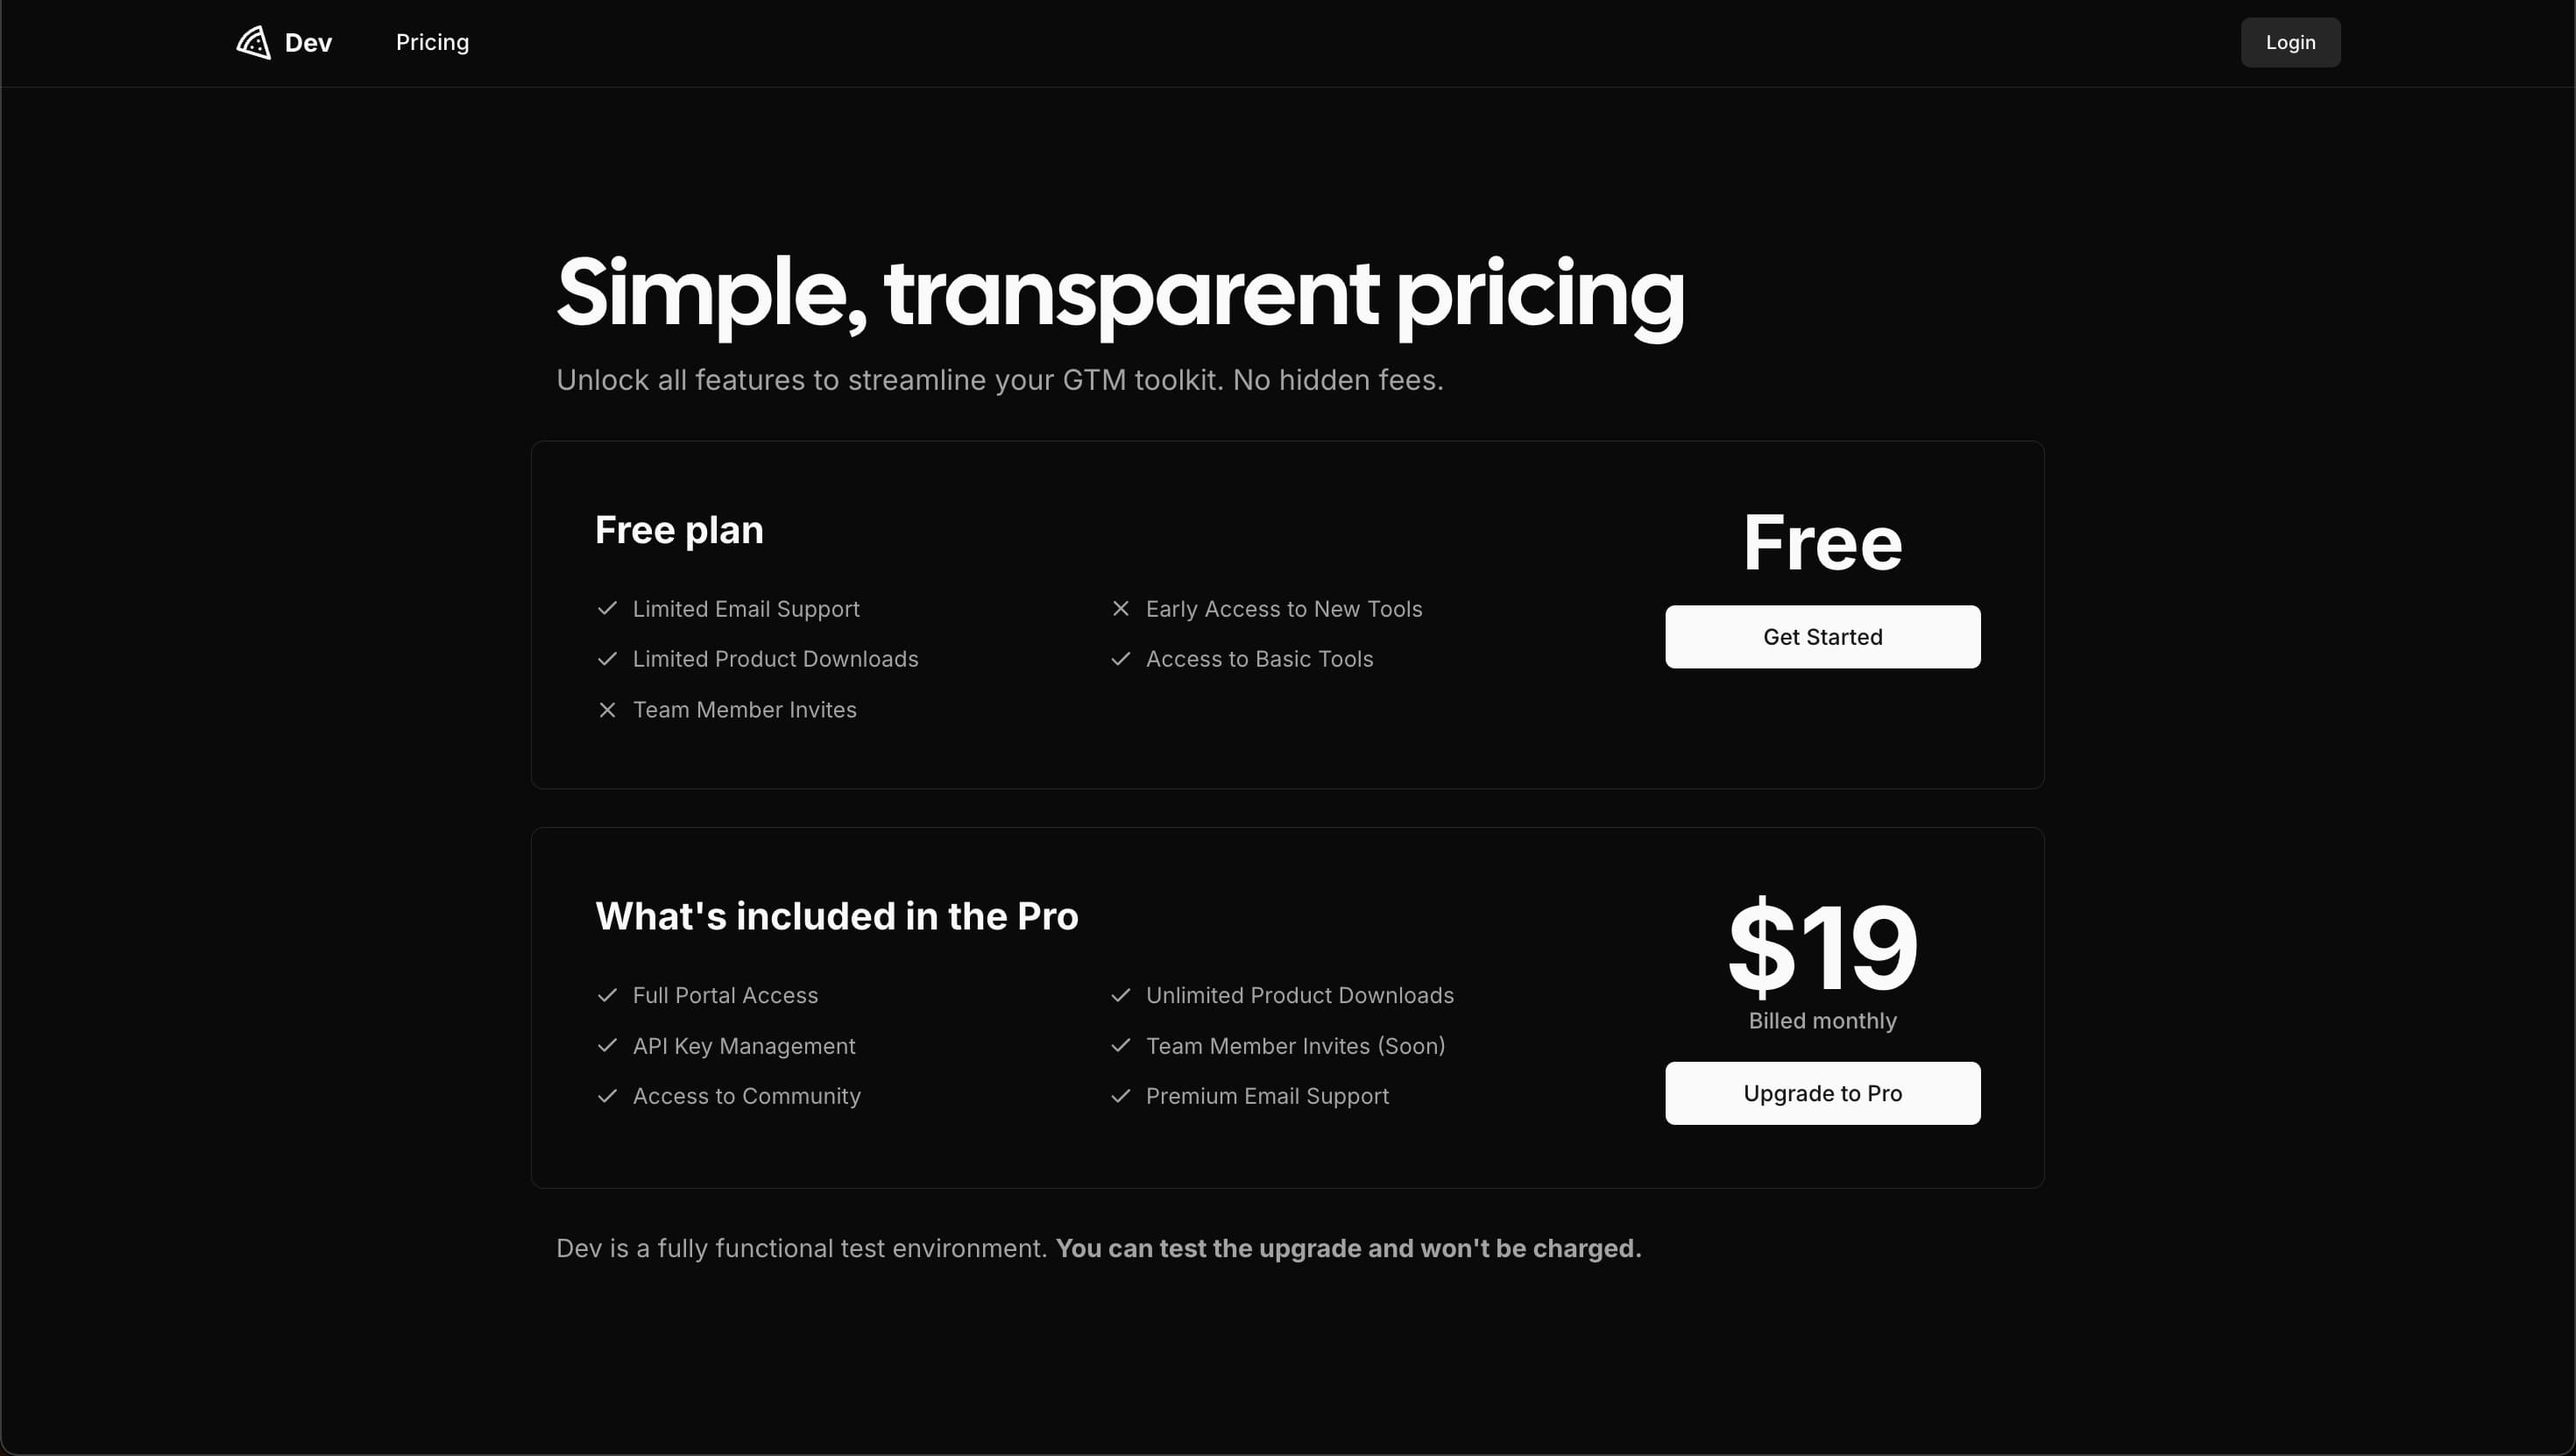 Dev
Pricing
Login
Simple, transparent pricing
Unlock all features to streamline your GTM toolkit. No hidden fees.
Free plan
Limited Email Support
Early Access to New Tools
Limited Product Downloads
Access to Basic Tools
Team Member Invites
Free
Get Started
What's included in the Pro
Full Portal Access
Unlimited Product Downloads
API Key Management
Team Member Invites (Soon)
Access to Community
Premium Email Support
$19
Billed monthly
Upgrade to Pro
Dev is a fully functional test environment. You can test the upgrade and won't be charged.